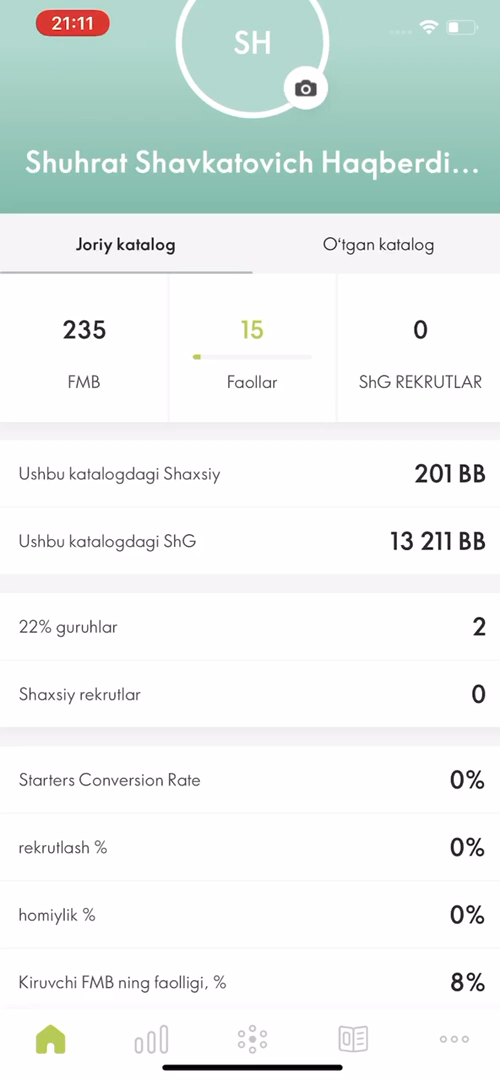 21:11
SH
Shuhrat Shavkatovich Haqberdi...
Joriy katalog
Oʻtgan katalog
235
15
0
FMB
Faollar
ShG REKRUTLAR
Ushbu katalogdagi Shaxsiy
201 BB
Ushbu katalogdagi ShG
13 211 BB
22% guruhlar
2
Shaxsiy rekrutlar
0
Starters Conversion Rate
0%
rekrutlash %
0%
homiylik %
0%
Kiruvchi FMB ning faolligi, %
8%